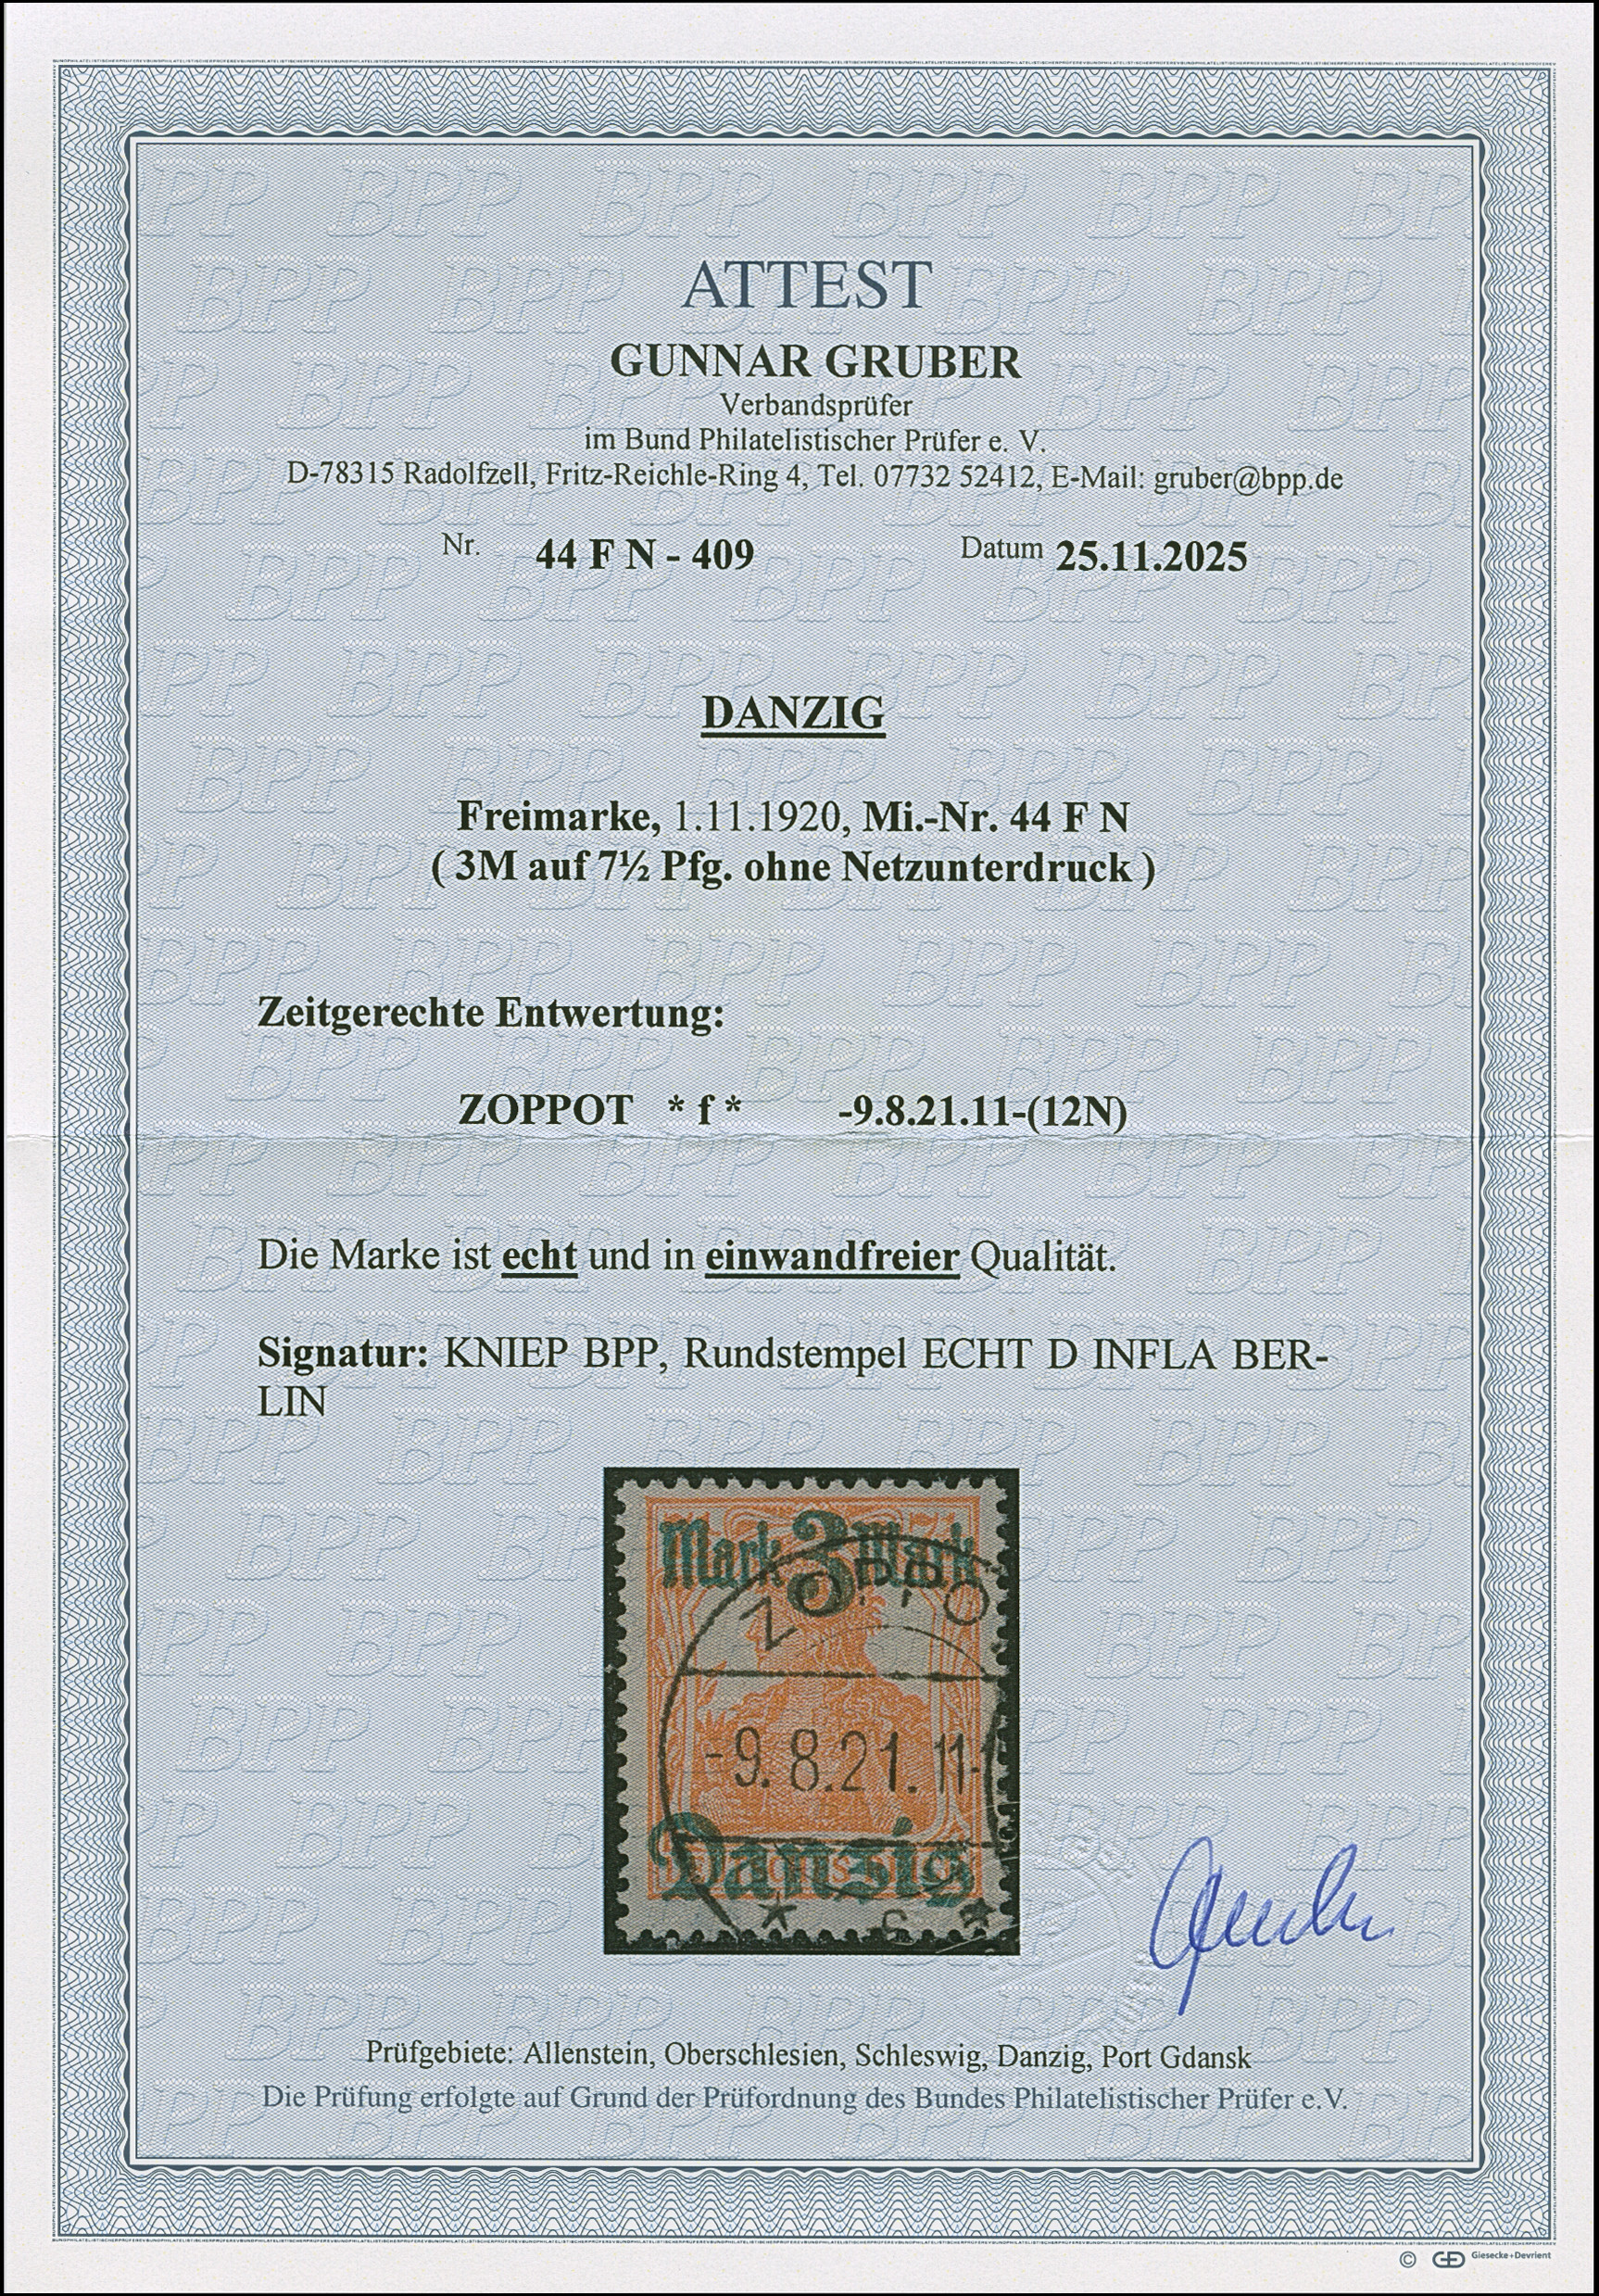 ATTEST
GUNNAR GRUBER
Verbandsprüfer
im Bund Philatelistischer Prüfer e. V.
D-78315 Radolfzell, Fritz-Reichle-Ring 4, Tel. 07732 52412, E-Mail: gruber@bpp.de
Nr. 44 F N - 409 Datum 25.11.2025
DANZIG
Freimarke, 1.11.1920, Mi.-Nr. 44 F N
( 3M auf 7½ Pfg. ohne Netzunterdruck )
Zeitgerechte Entwertung:
ZOPPOT * f * -9.8.21.11-(12N)
Die Marke ist echt und in einwandfreier Qualität.
Signatur: KNIEP BPP, Rundstempel ECHT D INFLA BER-
LIN
Mark 3 Mark
ZOPPO
-9.8.21.11-
Danzig
* f *
Prüfgebiete: Allenstein, Oberschlesien, Schleswig, Danzig, Port Gdansk
Die Prüfung erfolgte auf Grund der Prüfordnung des Bundes Philatelistischer Prüfer e.V.
© GD Giesecke+Devrient